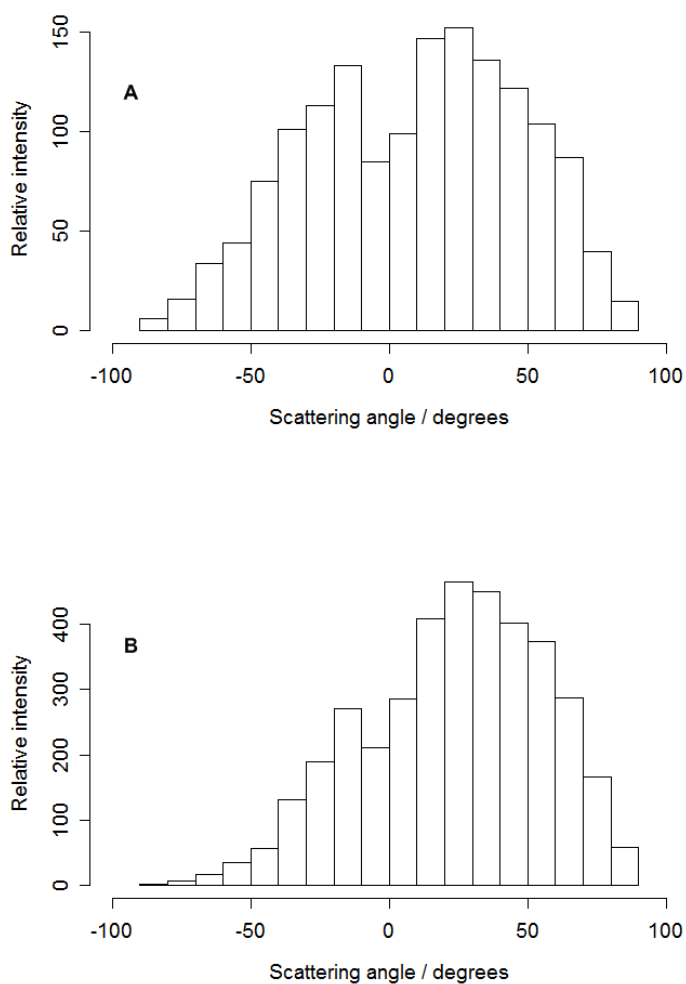 150
100
50
0
Relative intensity
A
-100 -50 0 50 100
Scattering angle / degrees
400
300
200
100
0
Relative intensity
B
-100 -50 0 50 100
Scattering angle / degrees